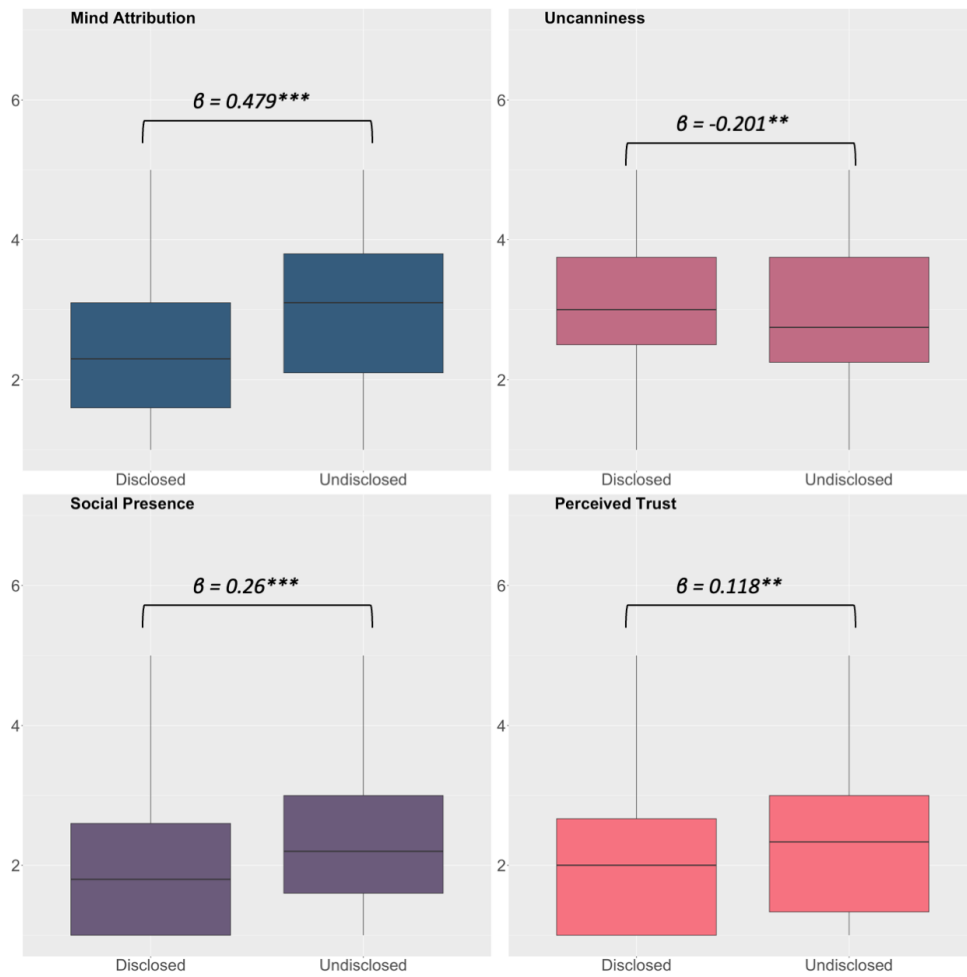 Mind Attribution
6
4
2
β = 0.479***
Disclosed
Undisclosed
Uncanniness
6
4
2
β = -0.201**
Disclosed
Undisclosed
Social Presence
6
4
2
β = 0.26***
Disclosed
Undisclosed
Perceived Trust
6
4
2
β = 0.118**
Disclosed
Undisclosed